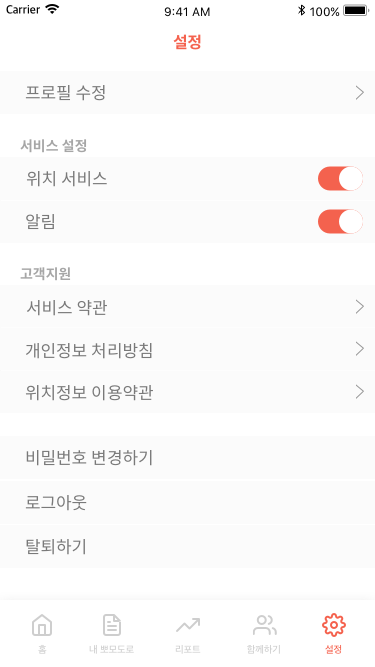 Carrier 9:41 AM 100%
설정
프로필 수정
서비스 설정
위치 서비스
알림
고객지원
서비스 약관
개인정보 처리방침
위치정보 이용약관
비밀번호 변경하기
로그아웃
탈퇴하기
홈 내 뽀모도로 리포트 함께하기 설정